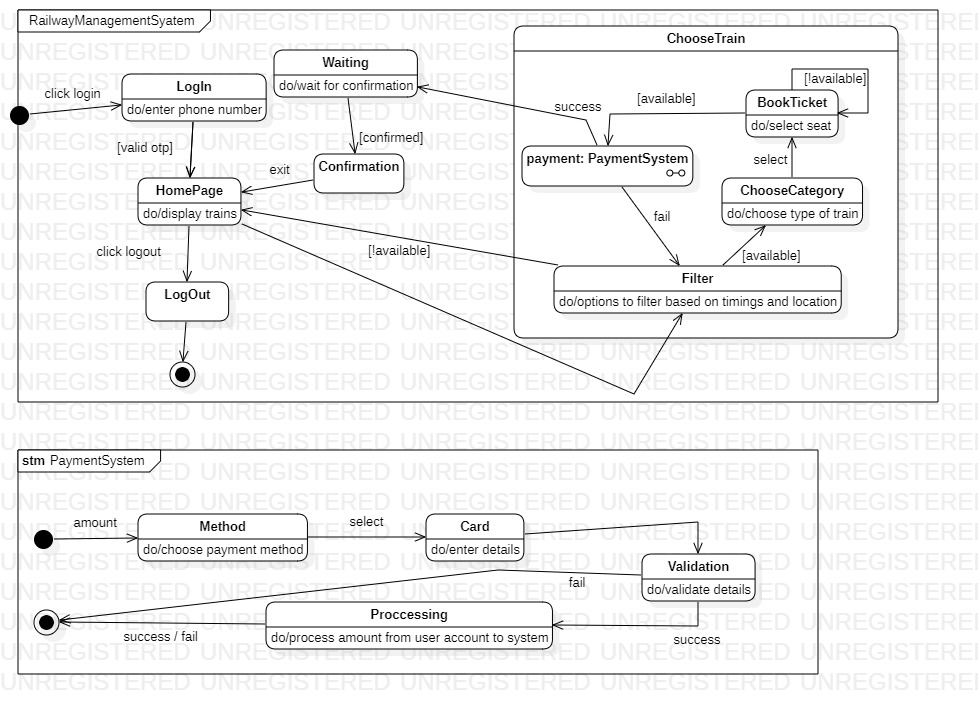 RailwayManagementSyatem
ChooseTrain
Waiting
do/wait for confirmation
LogIn
do/enter phone number
click login
[!available]
BookTicket
do/select seat
success
[available]
[confirmed]
[valid otp]
payment: PaymentSystem
select
Confirmation
exit
HomePage
do/display trains
ChooseCategory
do/choose type of train
fail
click logout
[!available]
[available]
Filter
do/options to filter based on timings and location
LogOut
stm PaymentSystem
amount
Method
do/choose payment method
select
Card
do/enter details
Validation
do/validate details
fail
Proccessing
do/process amount from user account to system
success / fail
success
UNREGISTERED